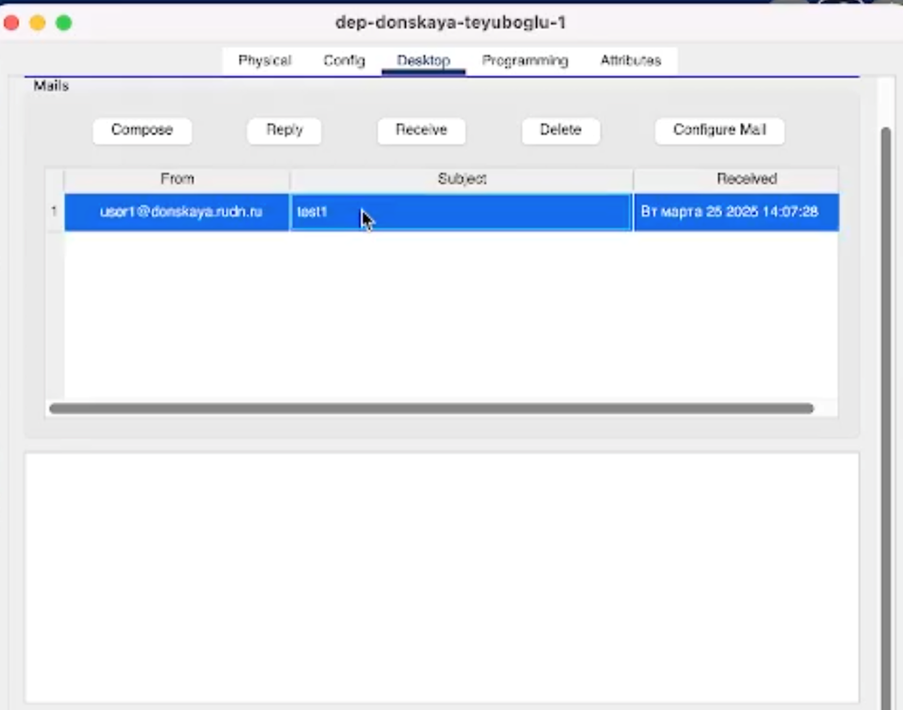 dep-donskaya-teyuboglu-1
Physical Config Desktop Programming Attributes
Mails
Compose Reply Receive Delete Configure Mail
From Subject Received
1 user1@donskaya.rudn.ru test1 Вт марта 25 2025 14:07:28